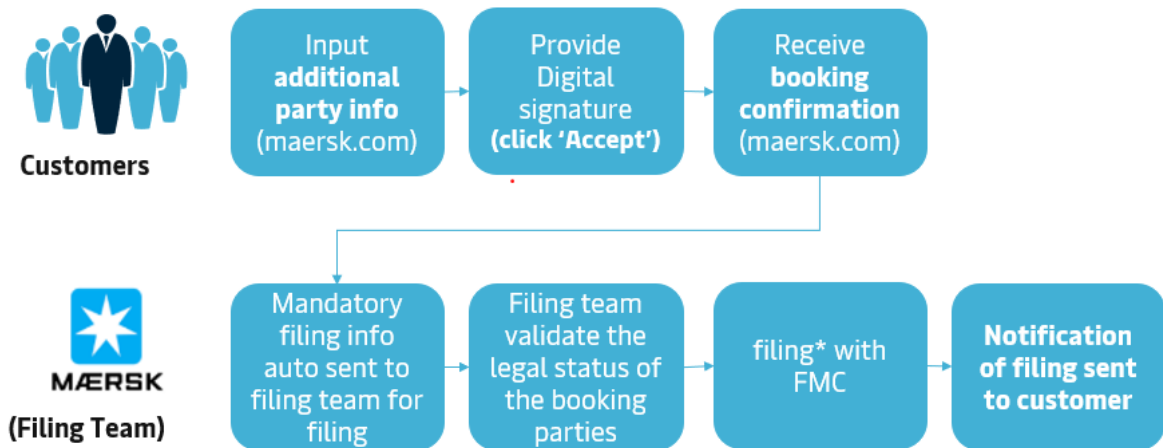 Input
additional
party info
(maersk.com)
Provide
Digital
signature
(click ‘Accept’)
Receive
booking
confirmation
(maersk.com)
Customers
Mandatory
filing info
auto sent to
filing team for
filing
Filing team
validate the
legal status of
the booking
parties
filing* with
FMC
Notification
of filing sent
to customer
MÆRSK
(Filing Team)